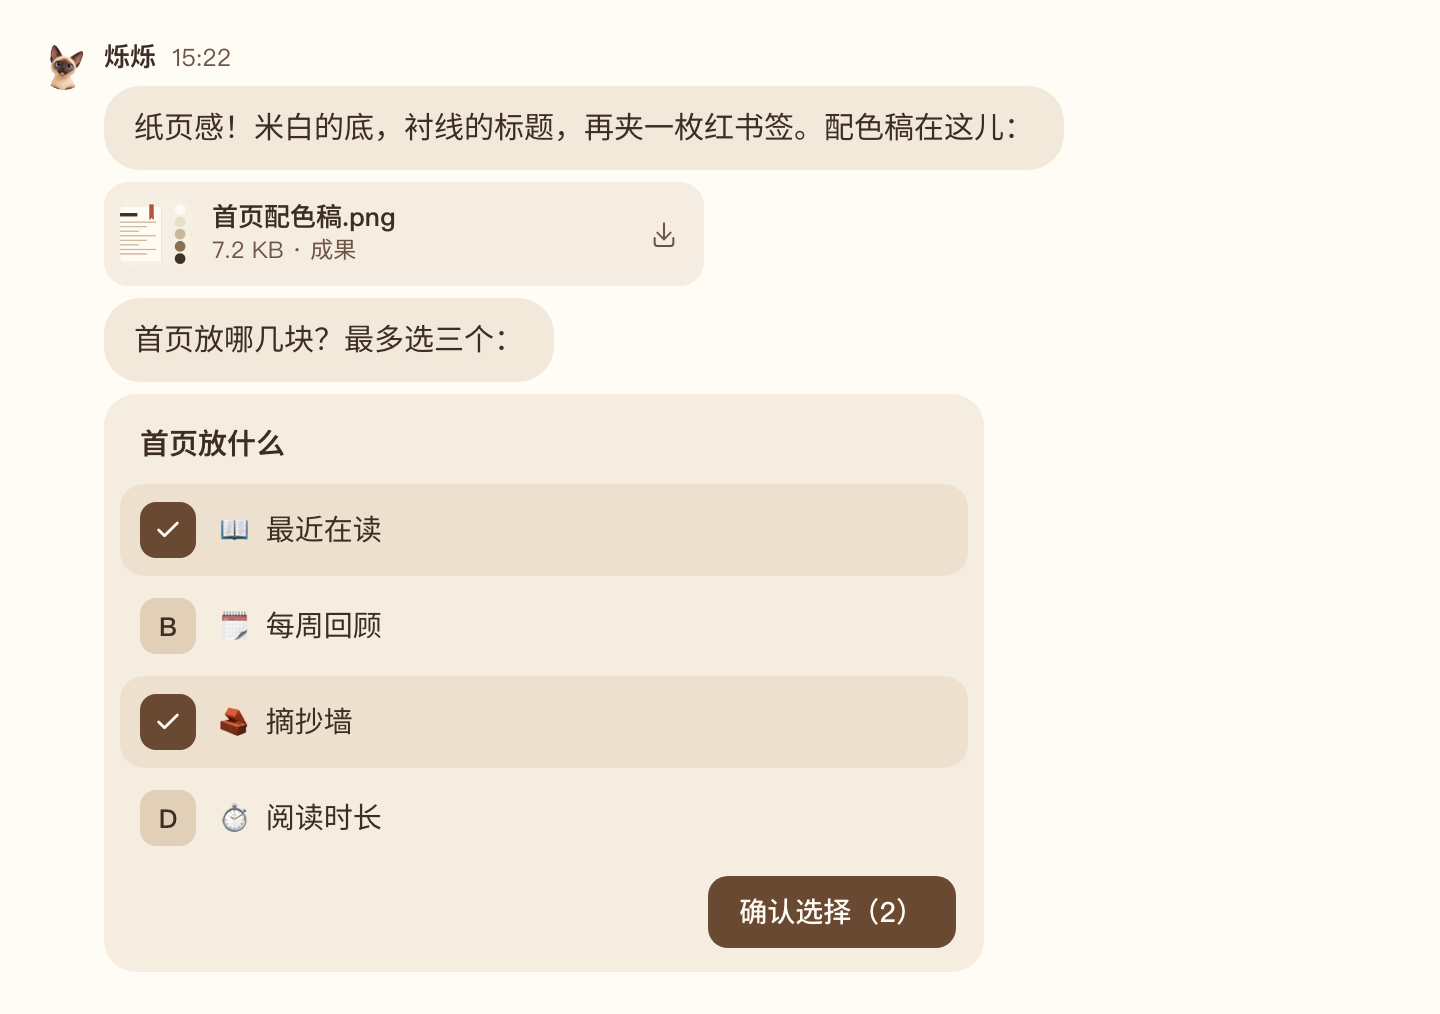 烁烁 15:22
纸页感！米白的底，衬线的标题，再夹一枚红书签。配色稿在这儿：
首页配色稿.png
7.2 KB · 成果
首页放哪几块？最多选三个：
首页放什么
最近在读
B 每周回顾
摘抄墙
D 阅读时长
确认选择（2）